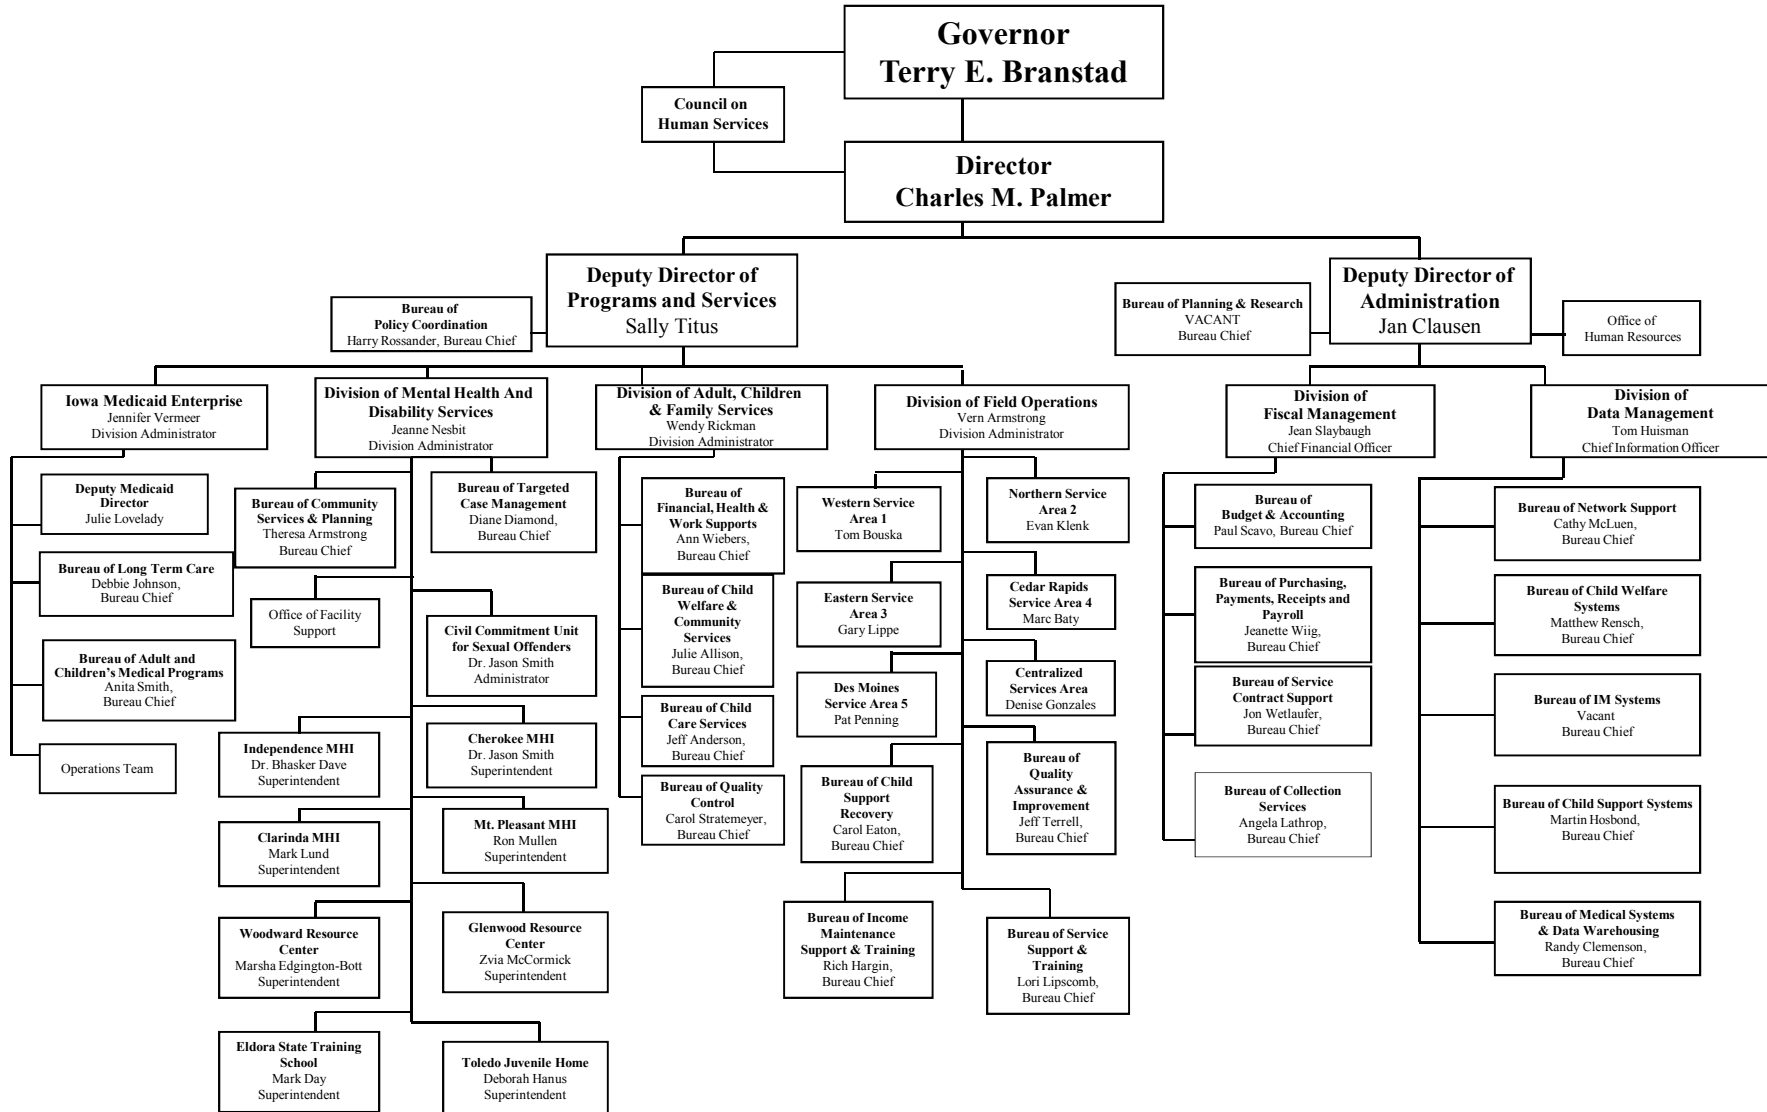 Governor
Terry E. Branstad
Council on
Human Services
Director
Charles M. Palmer
Deputy Director of
Programs and Services
Sally Titus
Bureau of
Policy Coordination
Harry Rossander, Bureau Chief
Deputy Director of
Administration
Jan Clausen
Bureau of Planning & Research
VACANT
Bureau Chief
Office of
Human Resources
Iowa Medicaid Enterprise
Jennifer Vermeer
Division Administrator
Division of Mental Health And
Disability Services
Jeanne Nesbit
Division Administrator
Division of Adult, Children
& Family Services
Wendy Rickman
Division Administrator
Division of Field Operations
Vern Armstrong
Division Administrator
Division of
Fiscal Management
Jean Slaybaugh
Chief Financial Officer
Division of
Data Management
Tom Huisman
Chief Information Officer
Deputy Medicaid
Director
Julie Lovelady
Bureau of Long Term Care
Debbie Johnson,
Bureau Chief
Bureau of Adult and
Children's Medical Programs
Anita Smith,
Bureau Chief
Operations Team
Bureau of Community
Services & Planning
Theresa Armstrong
Bureau Chief
Bureau of Targeted
Case Management
Diane Diamond,
Bureau Chief
Office of Facility
Support
Civil Commitment Unit
for Sexual Offenders
Dr. Jason Smith
Administrator
Independence MHI
Dr. Bhasker Dave
Superintendent
Cherokee MHI
Dr. Jason Smith
Superintendent
Clarinda MHI
Mark Lund
Superintendent
Mt. Pleasant MHI
Ron Mullen
Superintendent
Woodward Resource
Center
Marsha Edgington-Bott
Superintendent
Glenwood Resource
Center
Zvia McCormick
Superintendent
Eldora State Training
School
Mark Day
Superintendent
Toledo Juvenile Home
Deborah Hanus
Superintendent
Bureau of
Financial, Health &
Work Supports
Ann Wiebers,
Bureau Chief
Bureau of Child
Welfare &
Community
Services
Julie Allison,
Bureau Chief
Bureau of Child
Care Services
Jeff Anderson,
Bureau Chief
Bureau of Quality
Control
Carol Stratemeyer,
Bureau Chief
Western Service
Area 1
Tom Bouska
Northern Service
Area 2
Evan Klenk
Eastern Service
Area 3
Gary Lippe
Cedar Rapids
Service Area 4
Marc Baty
Des Moines
Service Area 5
Pat Penning
Centralized
Services Area
Denise Gonzales
Bureau of Child
Support
Recovery
Carol Eaton,
Bureau Chief
Bureau of
Quality
Assurance &
Improvement
Jeff Terrell,
Bureau Chief
Bureau of Income
Maintenance
Support & Training
Rich Hargin,
Bureau Chief
Bureau of Service
Support &
Training
Lori Lipscomb,
Bureau Chief
Bureau of
Budget & Accounting
Paul Scavo, Bureau Chief
Bureau of Purchasing,
Payments, Receipts and
Payroll
Jeanette Wiig,
Bureau Chief
Bureau of Service
Contract Support
Jon Wetlaufer,
Bureau Chief
Bureau of Collection
Services
Angela Lathrop,
Bureau Chief
Bureau of Network Support
Cathy McLuen,
Bureau Chief
Bureau of Child Welfare
Systems
Matthew Rensch,
Bureau Chief
Bureau of IM Systems
Vacant
Bureau Chief
Bureau of Child Support Systems
Martin Hosbond,
Bureau Chief
Bureau of Medical Systems
& Data Warehousing
Randy Clemenson,
Bureau Chief